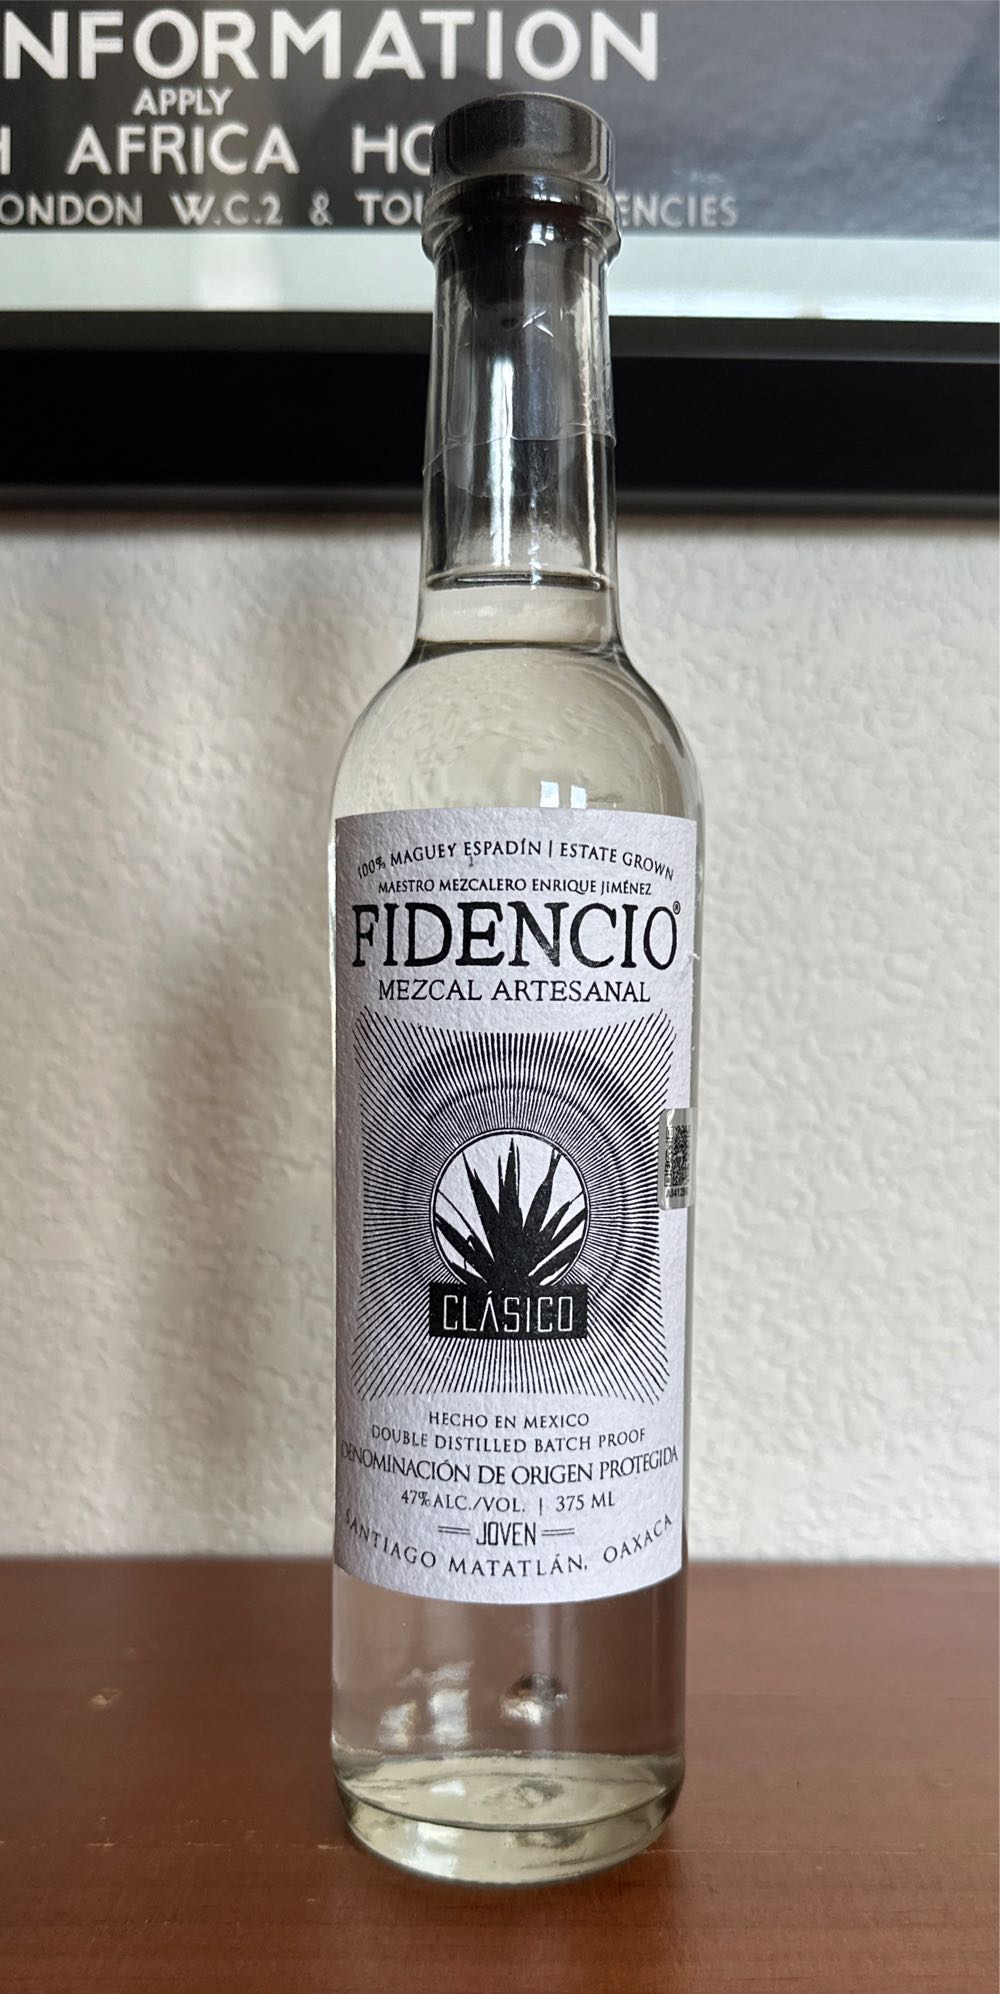 NFORMATION
APPLY
H AFRICA HO
ONDON W.C.2 & TOU ENCIES
100% MAGUEY ESPADÍN | ESTATE GROWN
MAESTRO MEZCALERO ENRIQUE JIMÉNEZ
FIDENCIO®
MEZCAL ARTESANAL
CLÁSICO
HECHO EN MEXICO
DOUBLE DISTILLED BATCH PROOF
DENOMINACIÓN DE ORIGEN PROTEGIDA
47% ALC./VOL. | 375 ML
JOVEN
SANTIAGO MATATLÁN, OAXACA